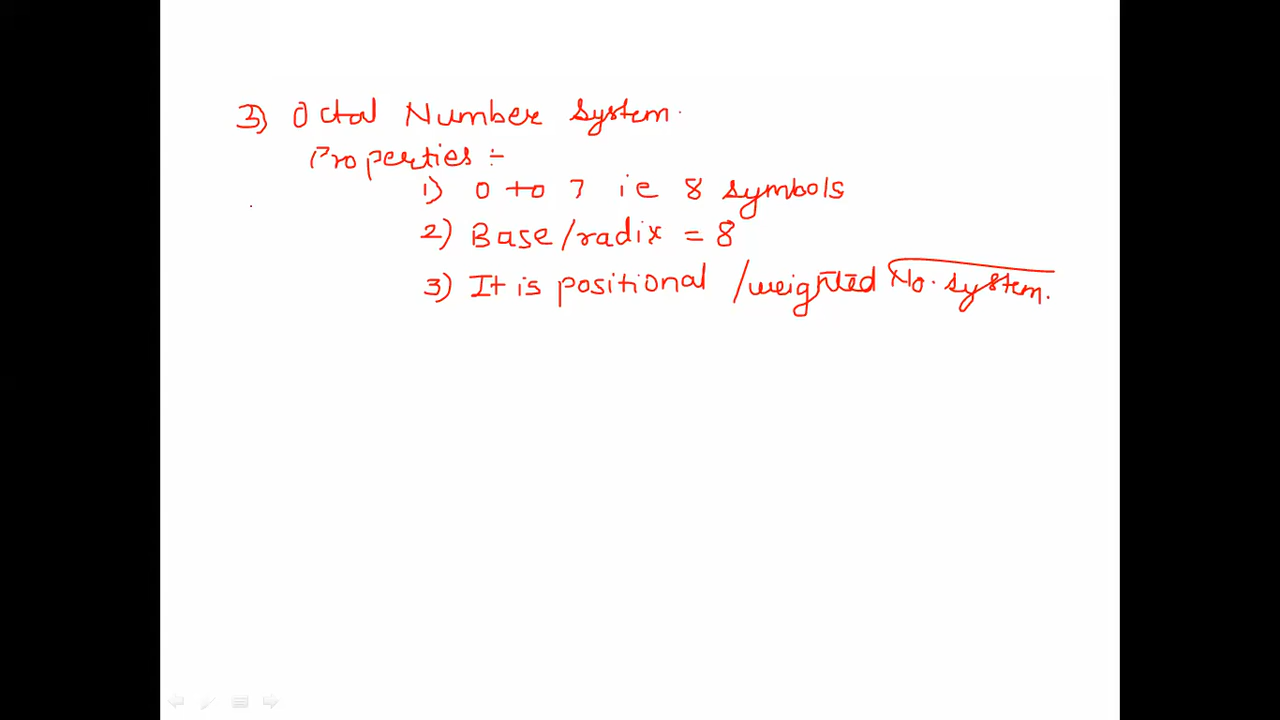 3) Octal Number System.
Properties :-
1) 0 to 7 ie 8 symbols
2) Base/radix = 8
3) It is positional /weighted No. system.